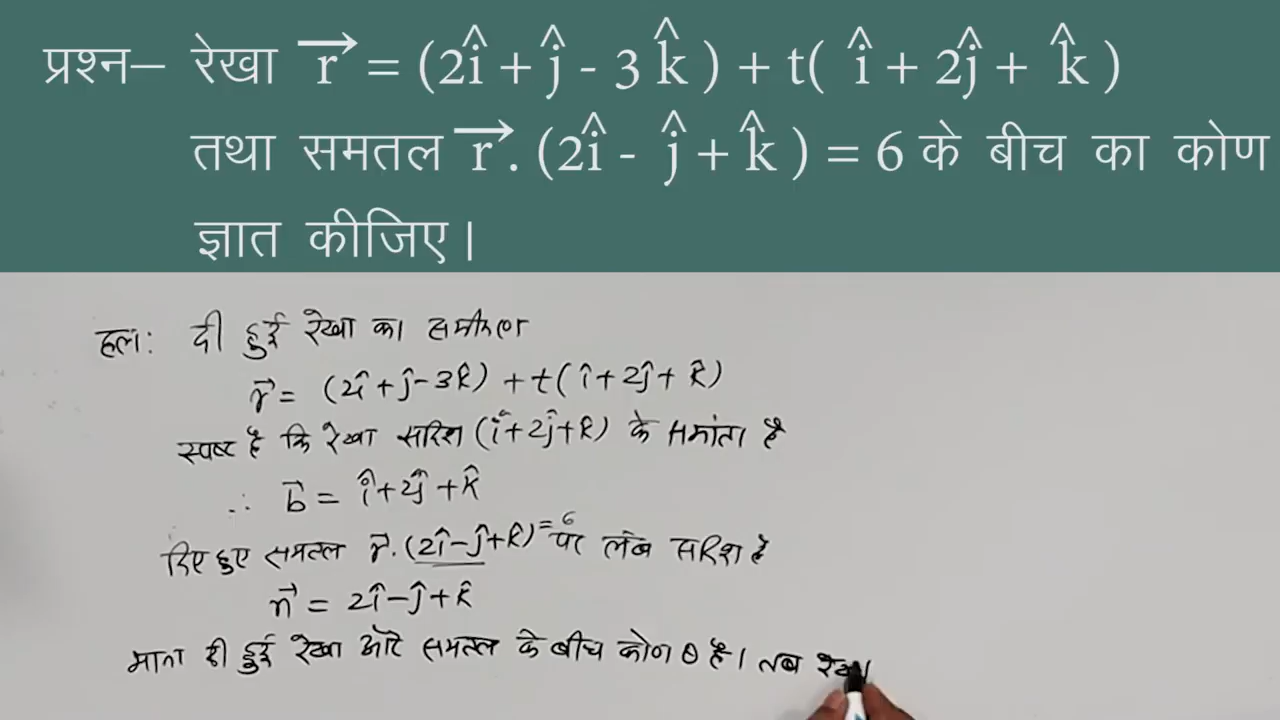 प्रश्न– रेखा r⃗ = (2î + ĵ - 3 k̂ ) + t( î + 2ĵ + k̂ )
तथा समतल r⃗ . (2î - ĵ + k̂ ) = 6 के बीच का कोण
ज्ञात कीजिए।
हल: दी हुई रेखा का समीकरण
r⃗ = (2î + ĵ - 3k̂) + t(î + 2ĵ + k̂)
स्पष्ट है कि रेखा सदिश (î + 2ĵ + k̂) के समांतर है
∴ b⃗ = î + 2ĵ + k̂
दिए हुए समतल r⃗. (2î - ĵ + k̂) = 6 पर लंब सदिश है
n⃗ = 2î - ĵ + k̂
माना दी हुई रेखा और समतल के बीच कोण θ है। तब रेखा